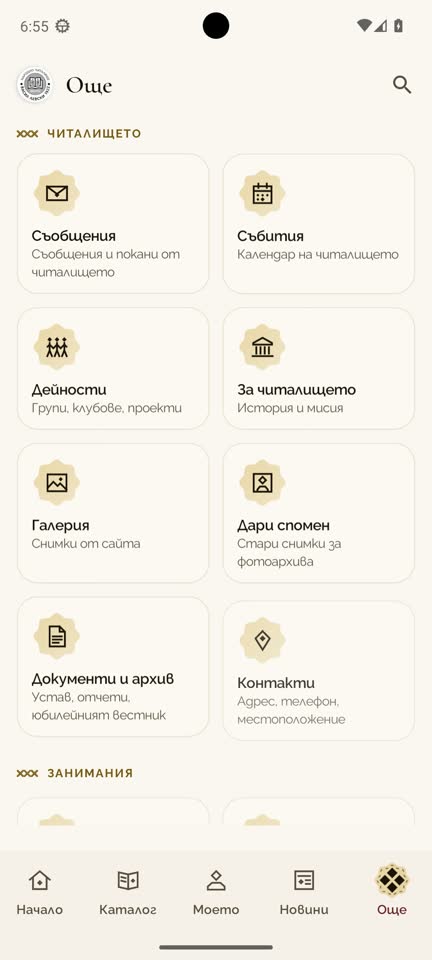 6:55
Още
ЧИТАЛИЩЕТО
Съобщения
Съобщения и покани от
читалището
Събития
Календар на читалището
Дейности
Групи, клубове, проекти
За читалището
История и мисия
Галерия
Снимки от сайта
Дари спомен
Стари снимки за
фотоархива
Документи и архив
Устав, отчети,
юбилейният вестник
Контакти
Адрес, телефон,
местоположение
ЗАНИМАНИЯ
Начало
Каталог
Моето
Новини
Още